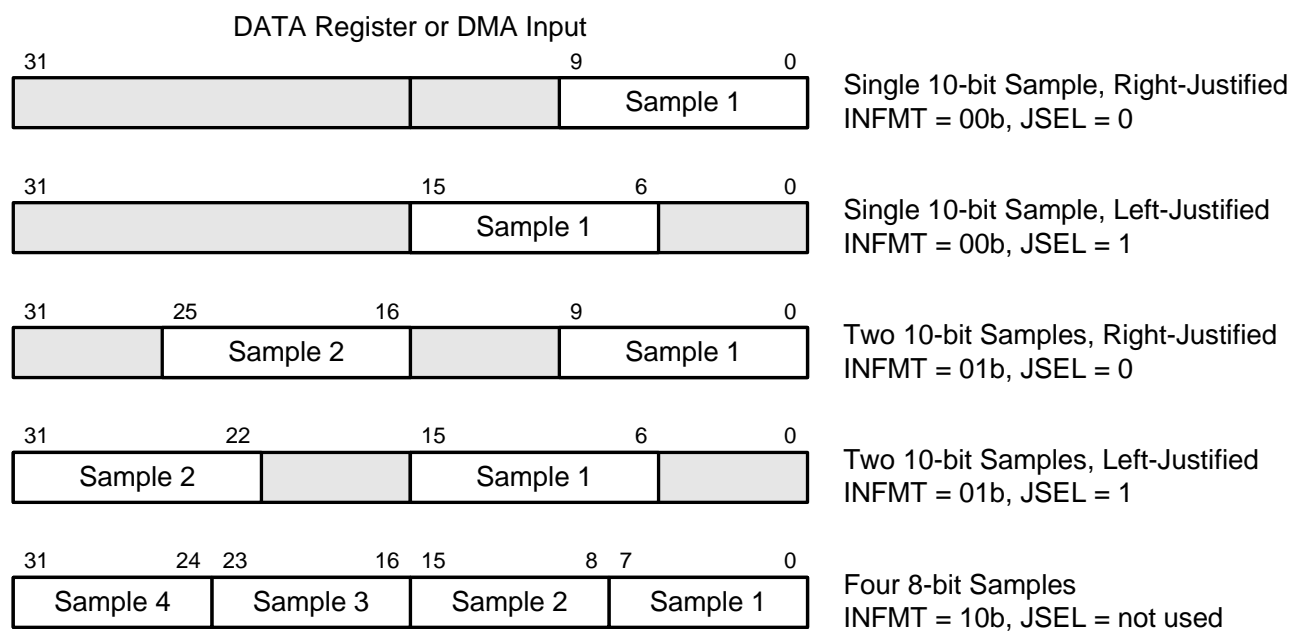 DATA Register or DMA Input
31 9 0
Sample 1
Single 10-bit Sample, Right-Justified
INFMT = 00b, JSEL = 0
31 15 6 0
Sample 1
Single 10-bit Sample, Left-Justified
INFMT = 00b, JSEL = 1
31 25 16 9 0
Sample 2 Sample 1
Two 10-bit Samples, Right-Justified
INFMT = 01b, JSEL = 0
31 22 15 6 0
Sample 2 Sample 1
Two 10-bit Samples, Left-Justified
INFMT = 01b, JSEL = 1
31 24 23 16 15 8 7 0
Sample 4 Sample 3 Sample 2 Sample 1
Four 8-bit Samples
INFMT = 10b, JSEL = not used